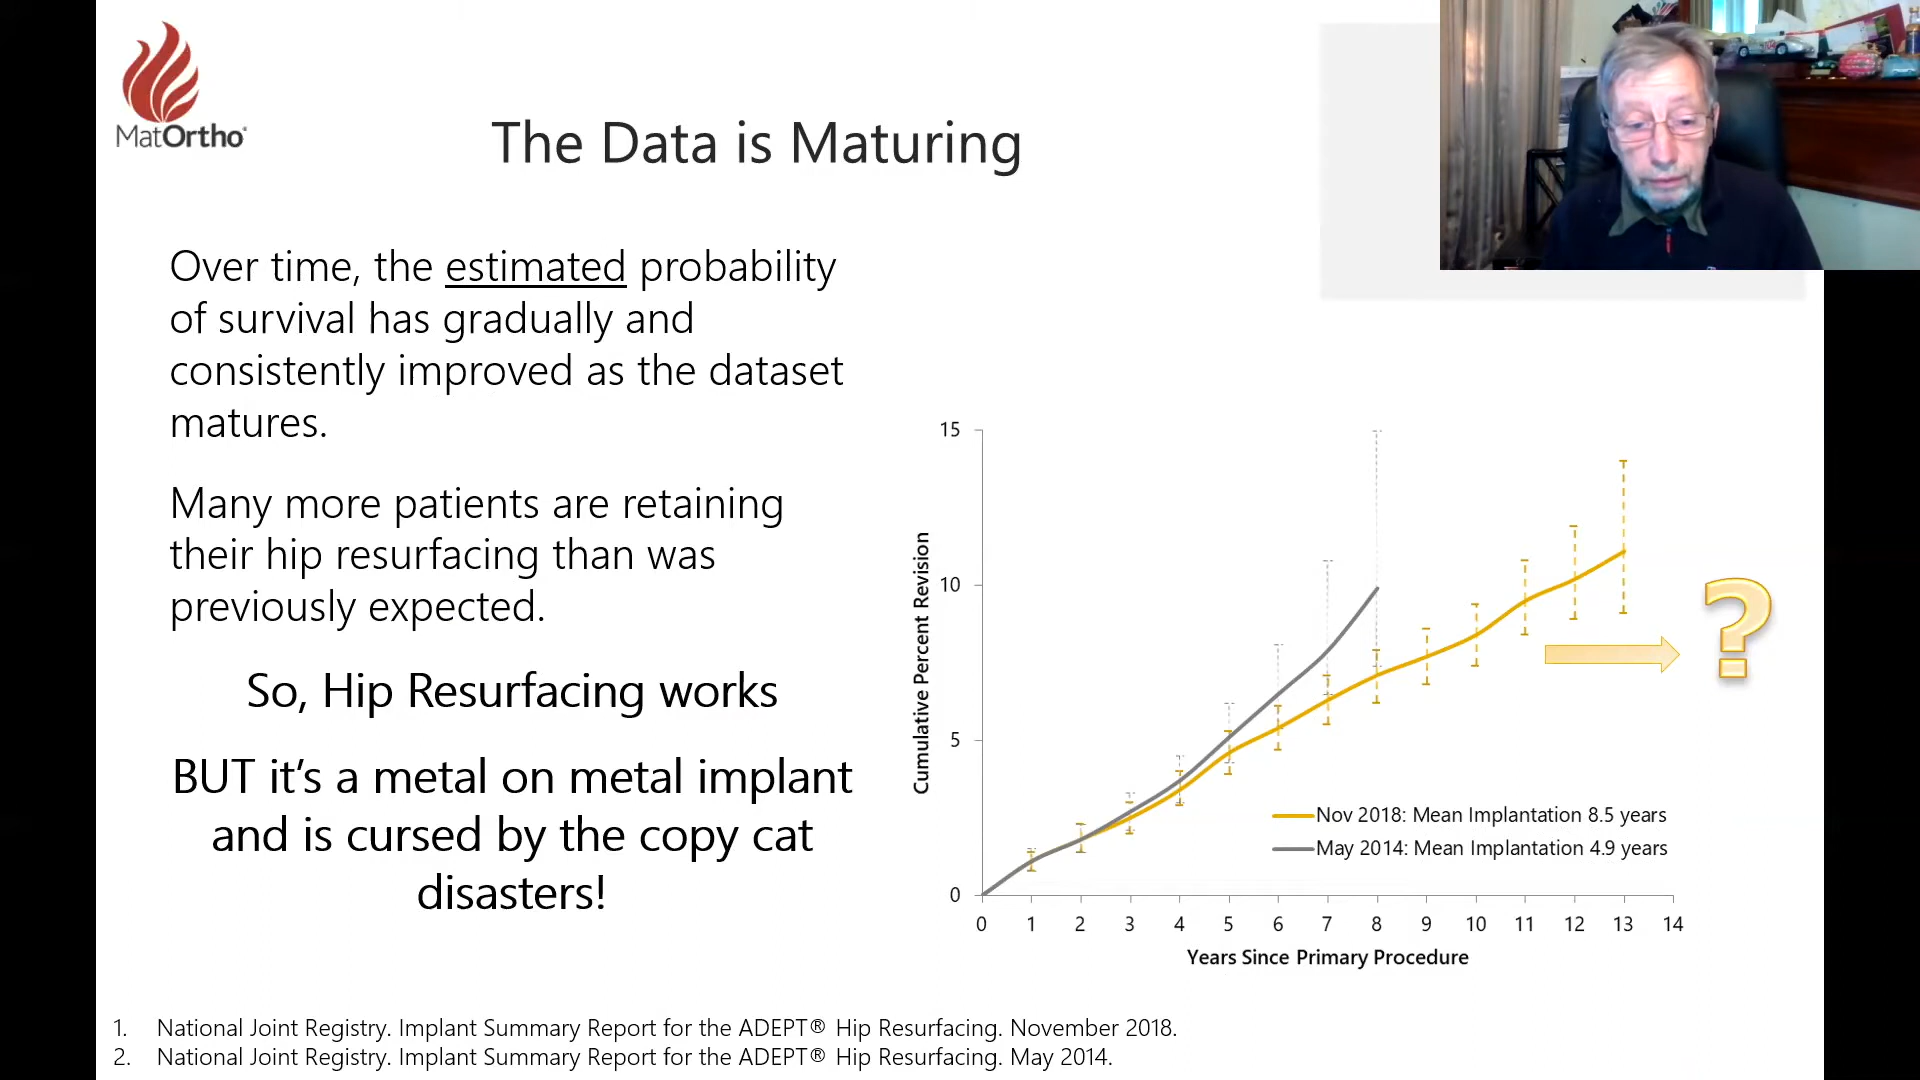 MatOrtho®
The Data is Maturing
Over time, the estimated probability
of survival has gradually and
consistently improved as the dataset
matures.
Many more patients are retaining
their hip resurfacing than was
previously expected.
So, Hip Resurfacing works
BUT it's a metal on metal implant
and is cursed by the copy cat
disasters!
15
10
5
0
Cumulative Percent Revision
0 1 2 3 4 5 6 7 8 9 10 11 12 13 14
Years Since Primary Procedure
Nov 2018: Mean Implantation 8.5 years
May 2014: Mean Implantation 4.9 years
?
1. National Joint Registry. Implant Summary Report for the ADEPT® Hip Resurfacing. November 2018.
2. National Joint Registry. Implant Summary Report for the ADEPT® Hip Resurfacing. May 2014.